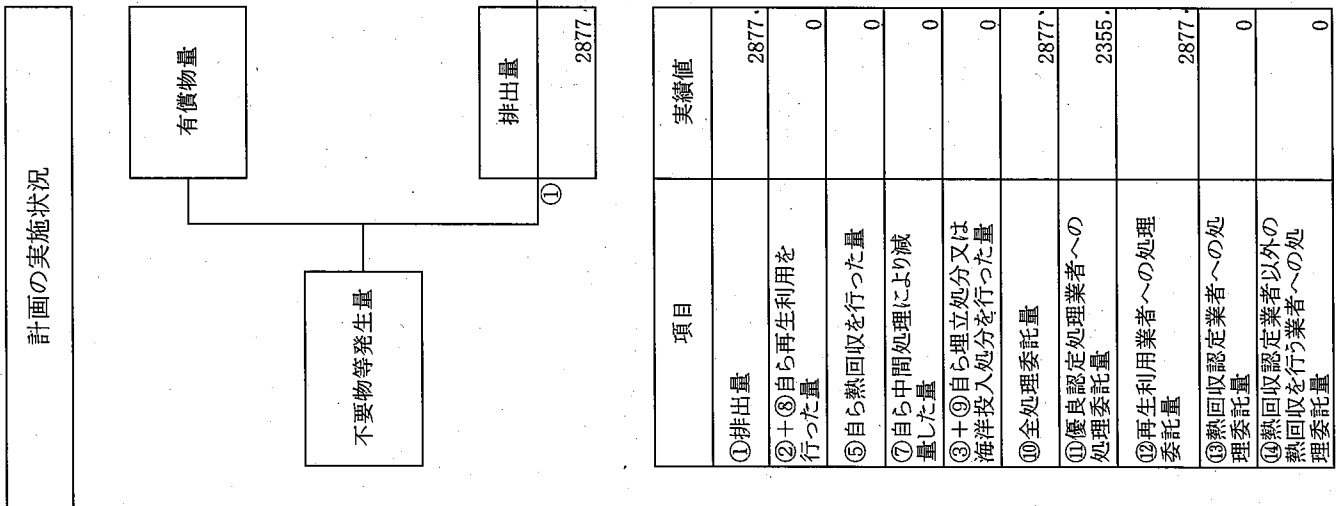 計画の実施状況
有償物量
不要物等発生量
①
排出量
2877.
項目
実績値
①排出量
2877.
②+⑧自ら再生利用を
行った量
0
⑤自ら熱回収を行った量
0
⑦自ら中間処理により減
量した量
0
③+⑨自ら埋立処分又は
海洋投入処分を行った量
0
⑩全処理委託量
2877.
⑪優良認定処理業者への
処理委託量
2355.
⑫再生利用業者への処理
委託量
2877.
⑬熱回収認定業者への処
理委託量
0
⑭熱回収認定業者以外の
熱回収を行う業者への処
理委託量
0